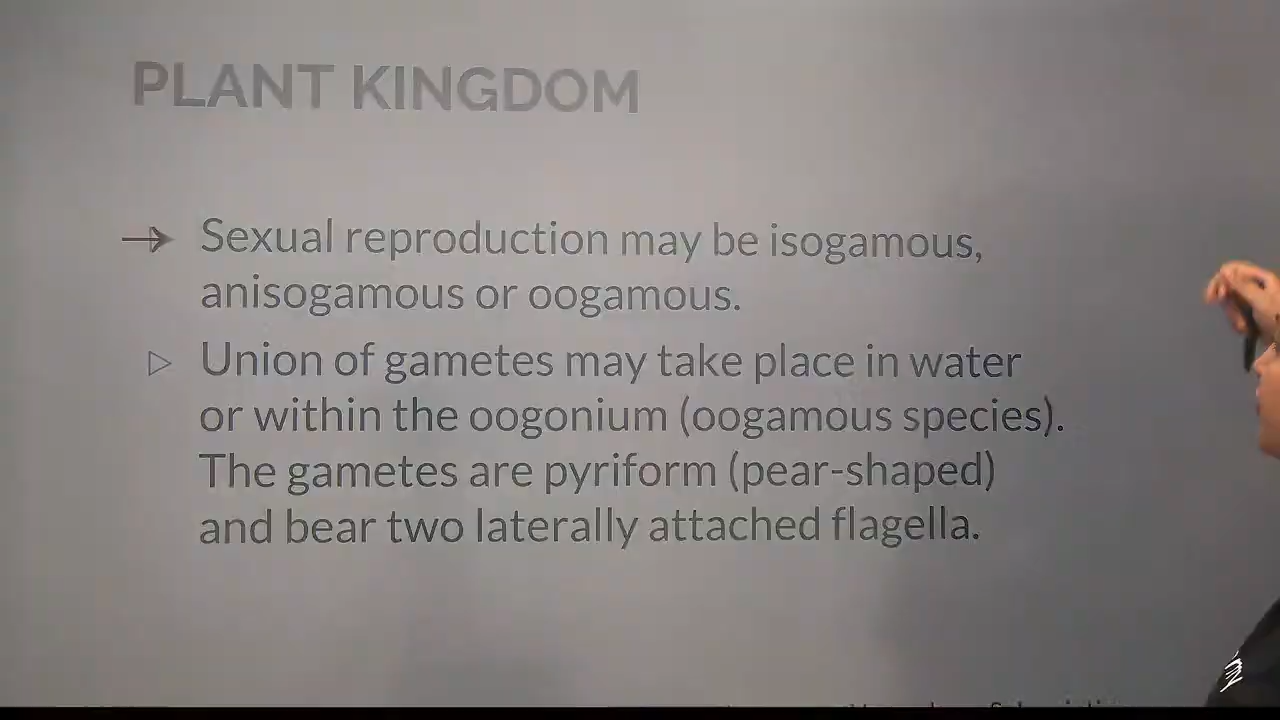 PLANT KINGDOM
Sexual reproduction may be isogamous,
anisogamous or oogamous.
Union of gametes may take place in water
or within the oogonium (oogamous species).
The gametes are pyriform (pear-shaped)
and bear two laterally attached flagella.